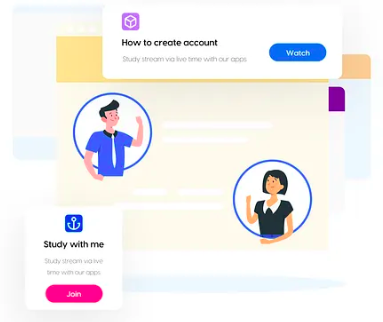 How to create account
Study stream via live time with our apps
Watch
Study with me
Study stream via live
time with our apps
Join